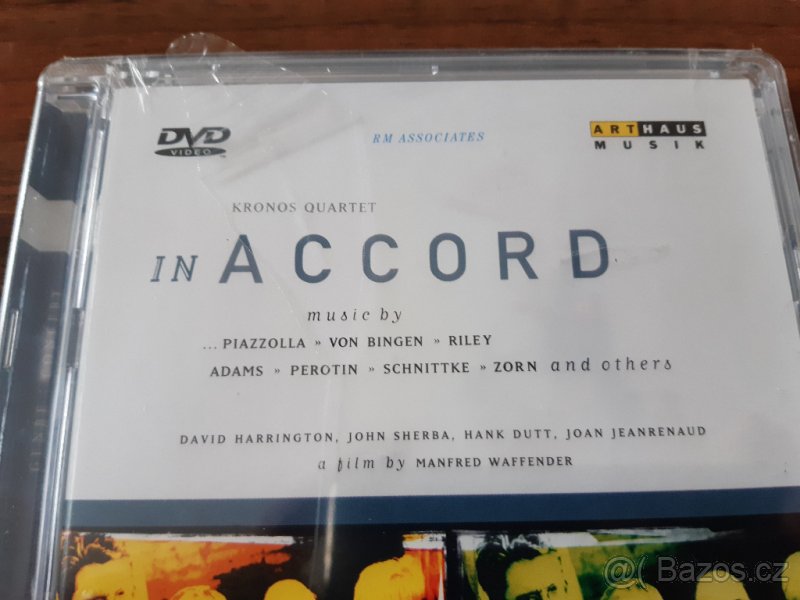 DVD
VIDEO
RM ASSOCIATES
ARTHAUS
MUSIK
KRONOS QUARTET
IN ACCORD
music by
... PIAZZOLLA » VON BINGEN » RILEY
ADAMS » PEROTIN » SCHNITTKE » ZORN and others
DAVID HARRINGTON, JOHN SHERBA, HANK DUTT, JOAN JEANRENAUD
a film by MANFRED WAFFENDER
Bazoš.cz